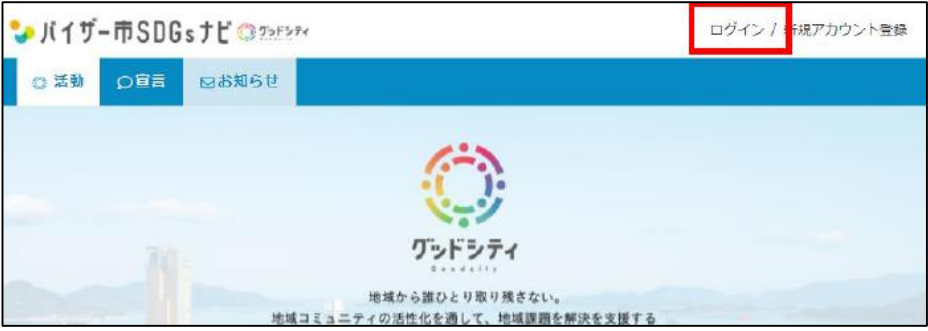 バイザー市SDGsナビ グッドシティ
ログイン / 新規アカウント登録
活動 宣言 お知らせ
グッドシティ
Goodcity
地域から誰ひとり取り残さない。
地域コミュニティの活性化を通して、地域課題を解決を支援する